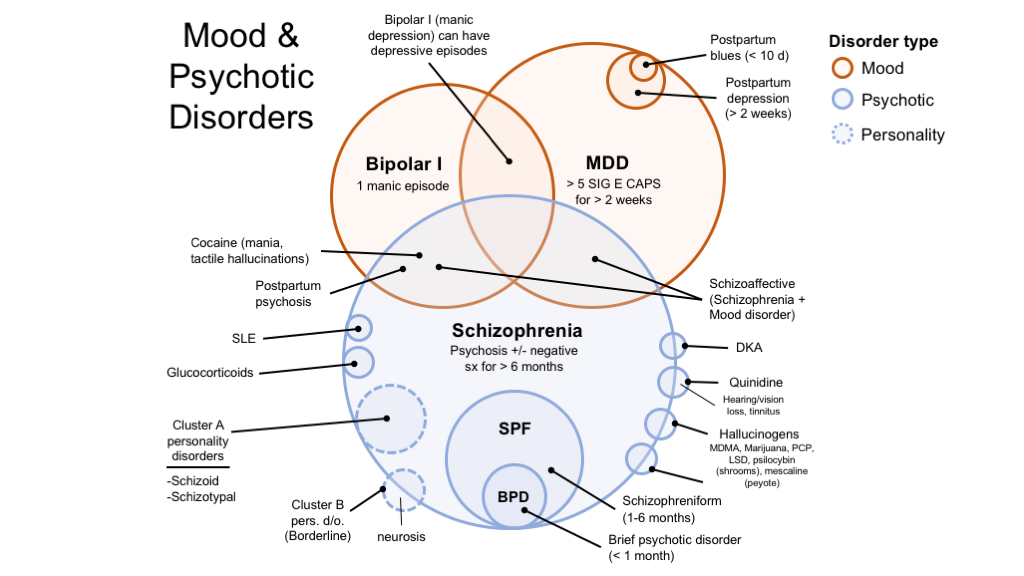 Mood &
Psychotic
Disorders
Bipolar I (manic
depression) can have
depressive episodes
Postpartum
blues (< 10 d)
Postpartum
depression
(> 2 weeks)
Disorder type
Mood
Psychotic
Personality
Bipolar I
1 manic episode
MDD
> 5 SIG E CAPS
for > 2 weeks
Cocaine (mania,
tactile hallucinations)
Postpartum
psychosis
Schizoaffective
(Schizophrenia +
Mood disorder)
SLE
Glucocorticoids
Schizophrenia
Psychosis +/- negative
sx for > 6 months
DKA
Quinidine
Hearing/vision
loss, tinnitus
Hallucinogens
MDMA, Marijuana, PCP,
LSD, psilocybin
(shrooms), mescaline
(peyote)
Cluster A
personality
disorders
-Schizoid
-Schizotypal
SPF
BPD
Cluster B
pers. d/o.
(Borderline)
neurosis
Schizophreniform
(1-6 months)
Brief psychotic disorder
(< 1 month)